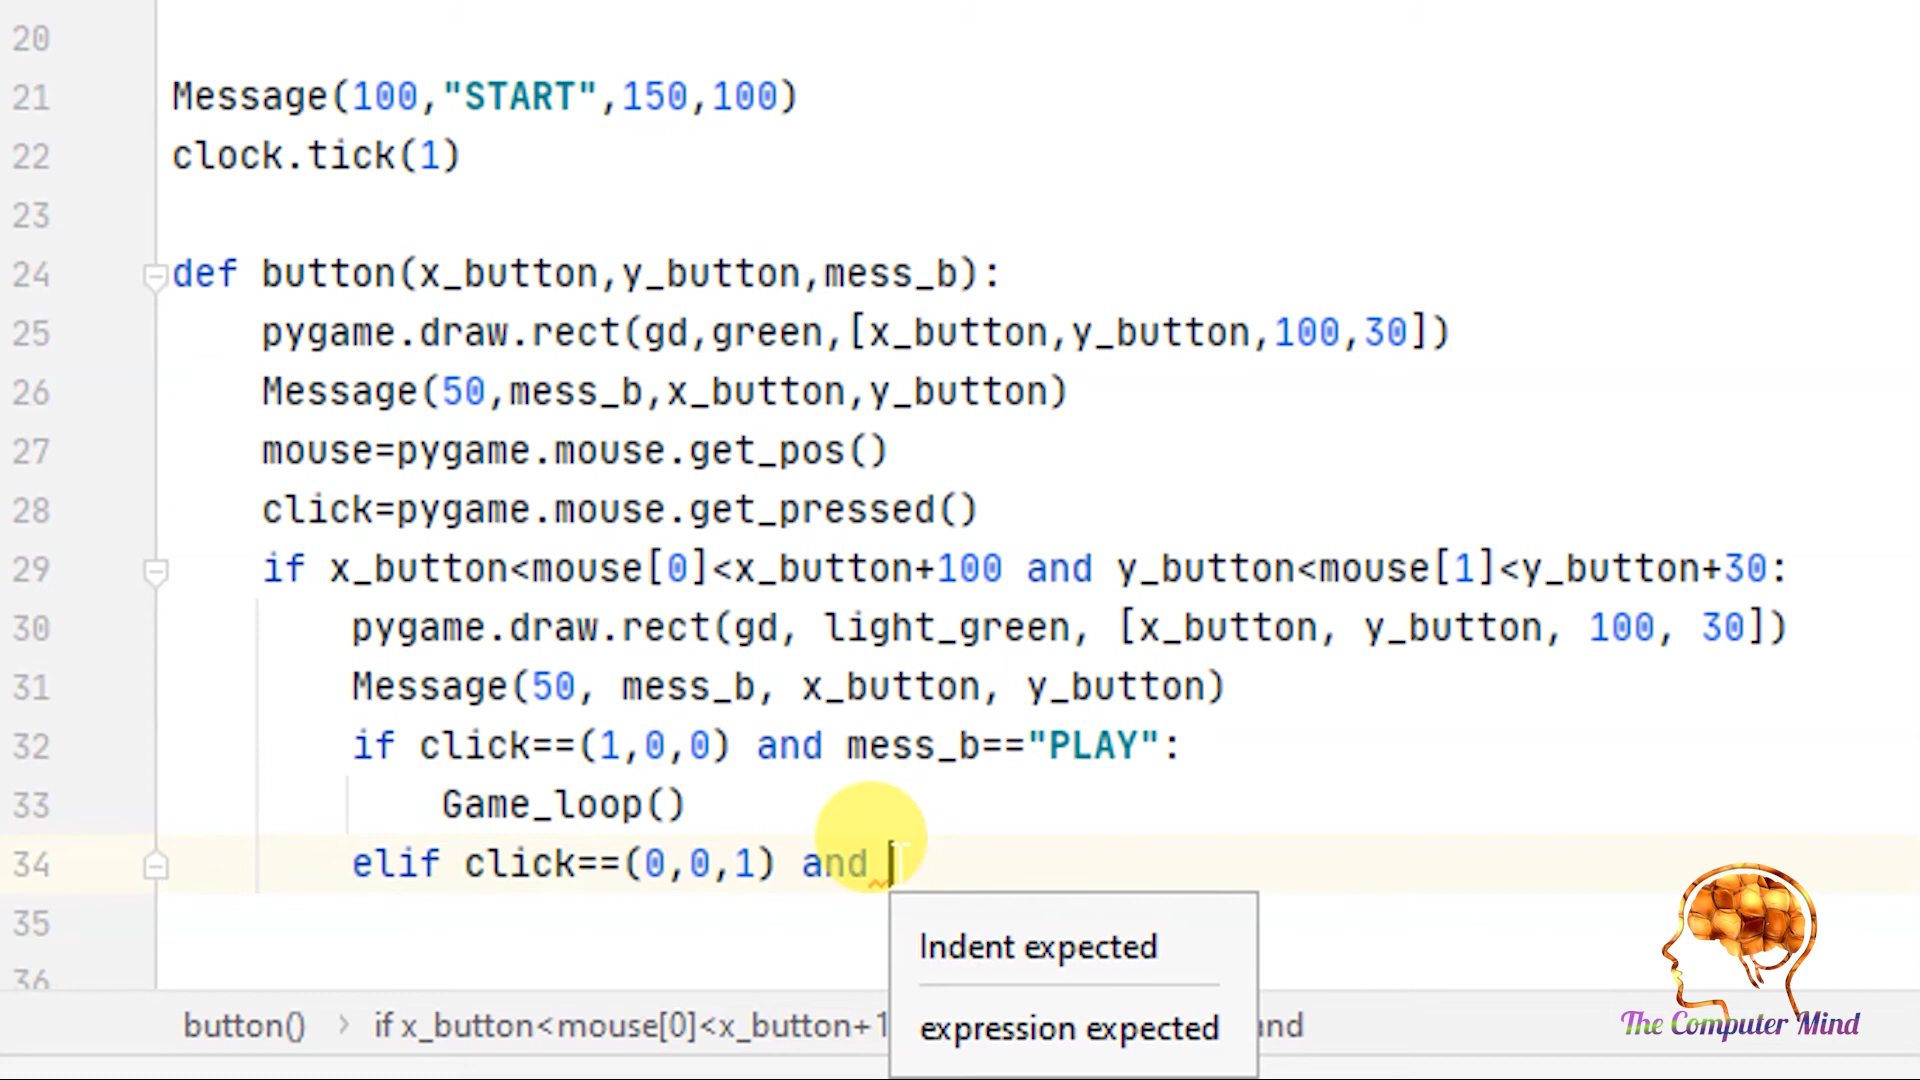 20
21 Message(100,"START",150,100)
22 clock.tick(1)
23
24 def button(x_button,y_button,mess_b):
25 pygame.draw.rect(gd,green,[x_button,y_button,100,30])
26 Message(50,mess_b,x_button,y_button)
27 mouse=pygame.mouse.get_pos()
28 click=pygame.mouse.get_pressed()
29 if x_button<mouse[0]<x_button+100 and y_button<mouse[1]<y_button+30:
30 pygame.draw.rect(gd, light_green, [x_button, y_button, 100, 30])
31 Message(50, mess_b, x_button, y_button)
32 if click==(1,0,0) and mess_b=="PLAY":
33 Game_loop()
34 elif click==(0,0,1) and
35
36
Indent expected
expression expected
button() › if x_button<mouse[0]<x_button+1 and
The Computer Mind